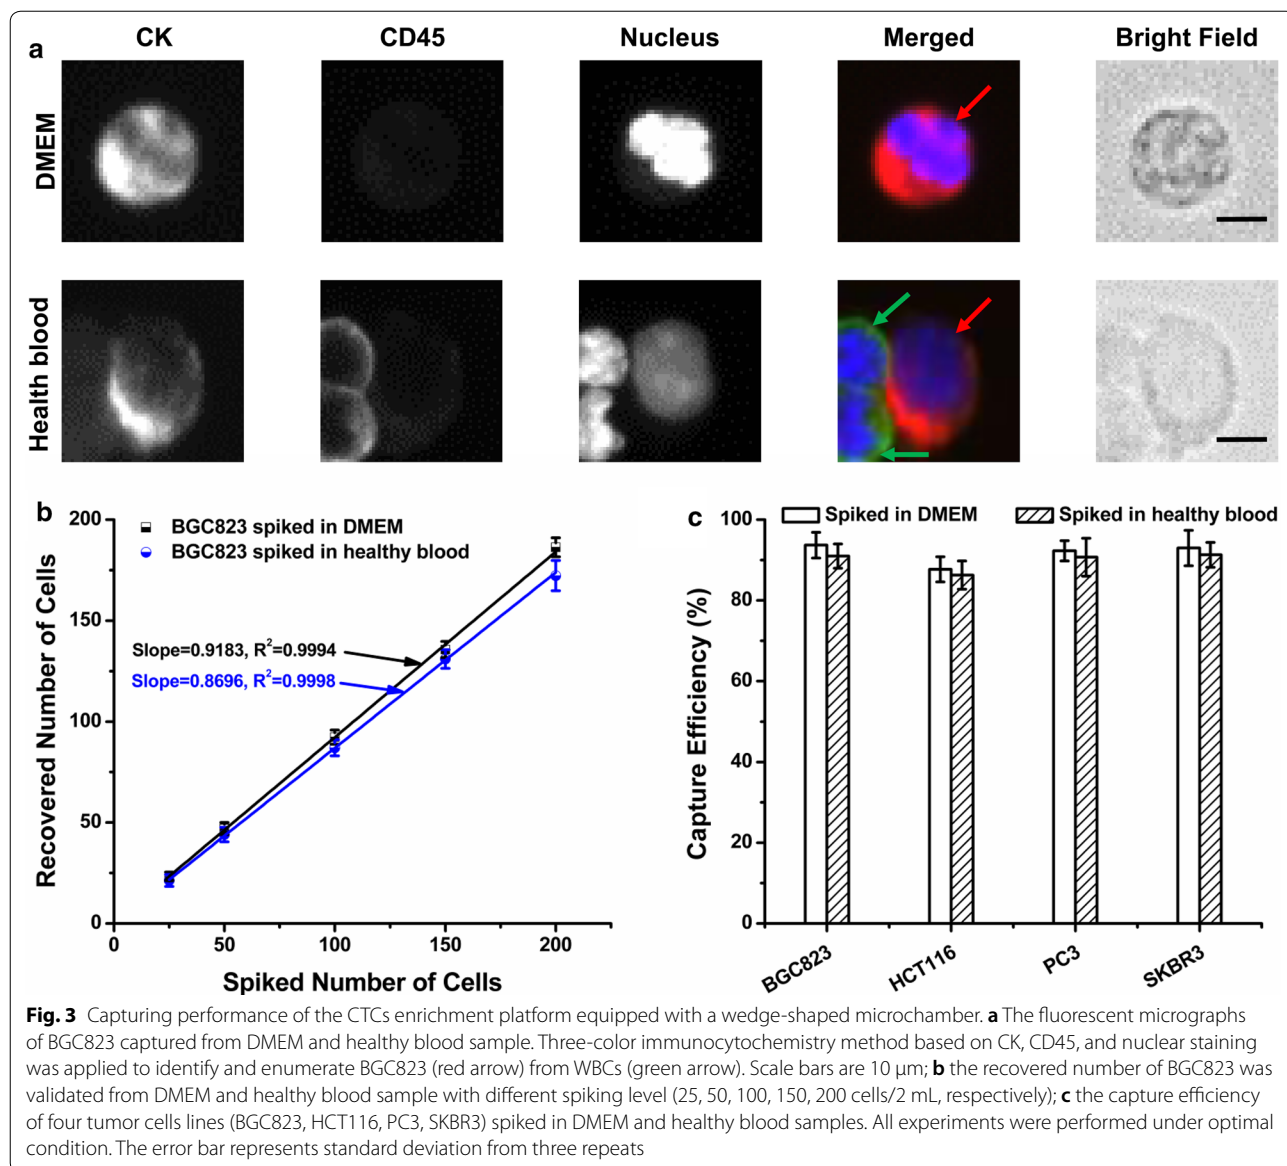 a
CK CD45 Nucleus Merged Bright Field
DMEM
Health blood
b
200
150
100
50
0
Recovered Number of Cells
BGC823 spiked in DMEM
BGC823 spiked in healthy blood
Slope=0.9183, R²=0.9994
Slope=0.8696, R²=0.9998
0 50 100 150 200
Spiked Number of Cells
c
100
80
60
40
20
0
Capture Efficiency (%)
Spiked in DMEM Spiked in healthy blood
BGC823 HCT116 PC3 SKBR3
Fig. 3 Capturing performance of the CTCs enrichment platform equipped with a wedge-shaped microchamber. a The fluorescent micrographs
of BGC823 captured from DMEM and healthy blood sample. Three-color immunocytochemistry method based on CK, CD45, and nuclear staining
was applied to identify and enumerate BGC823 (red arrow) from WBCs (green arrow). Scale bars are 10 μm; b the recovered number of BGC823 was
validated from DMEM and healthy blood sample with different spiking level (25, 50, 100, 150, 200 cells/2 mL, respectively); c the capture efficiency
of four tumor cells lines (BGC823, HCT116, PC3, SKBR3) spiked in DMEM and healthy blood samples. All experiments were performed under optimal
condition. The error bar represents standard deviation from three repeats